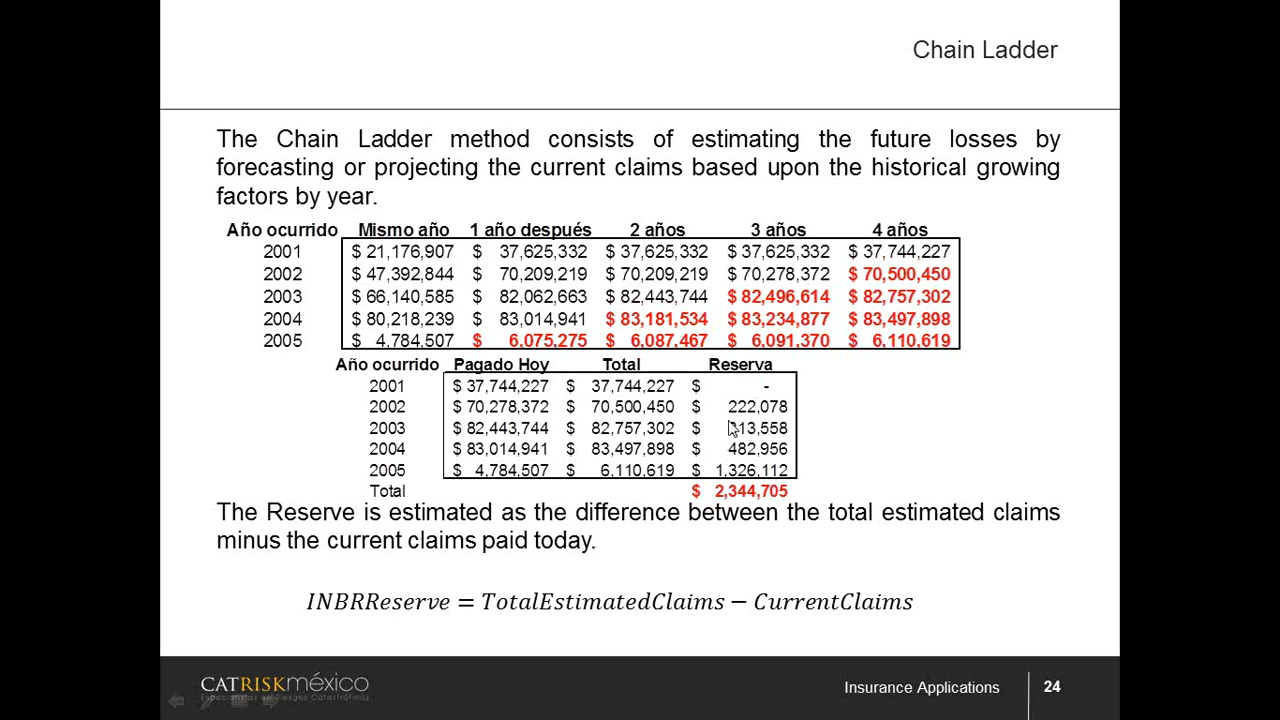 Chain Ladder
The Chain Ladder method consists of estimating the future losses by
forecasting or projecting the current claims based upon the historical growing
factors by year.
Año ocurrido Mismo año 1 año después 2 años 3 años 4 años
2001 $ 21,176,907 $ 37,625,332 $ 37,625,332 $ 37,625,332 $ 37,744,227
2002 $ 47,392,844 $ 70,209,219 $ 70,209,219 $ 70,278,372 $ 70,500,450
2003 $ 66,140,585 $ 82,062,663 $ 82,443,744 $ 82,496,614 $ 82,757,302
2004 $ 80,218,239 $ 83,014,941 $ 83,181,534 $ 83,234,877 $ 83,497,898
2005 $ 4,784,507 $ 6,075,275 $ 6,087,467 $ 6,091,370 $ 6,110,619
Año ocurrido Pagado Hoy Total Reserva
2001 $ 37,744,227 $ 37,744,227 $ -
2002 $ 70,278,372 $ 70,500,450 $ 222,078
2003 $ 82,443,744 $ 82,757,302 $ 313,558
2004 $ 83,014,941 $ 83,497,898 $ 482,956
2005 $ 4,784,507 $ 6,110,619 $ 1,326,112
Total $ 2,344,705
The Reserve is estimated as the difference between the total estimated claims
minus the current claims paid today.
INBRReserve = TotalEstimatedClaims − CurrentClaims
CATRISKméxico
Especialistas en Riesgos Catastróficos
Insurance Applications 24